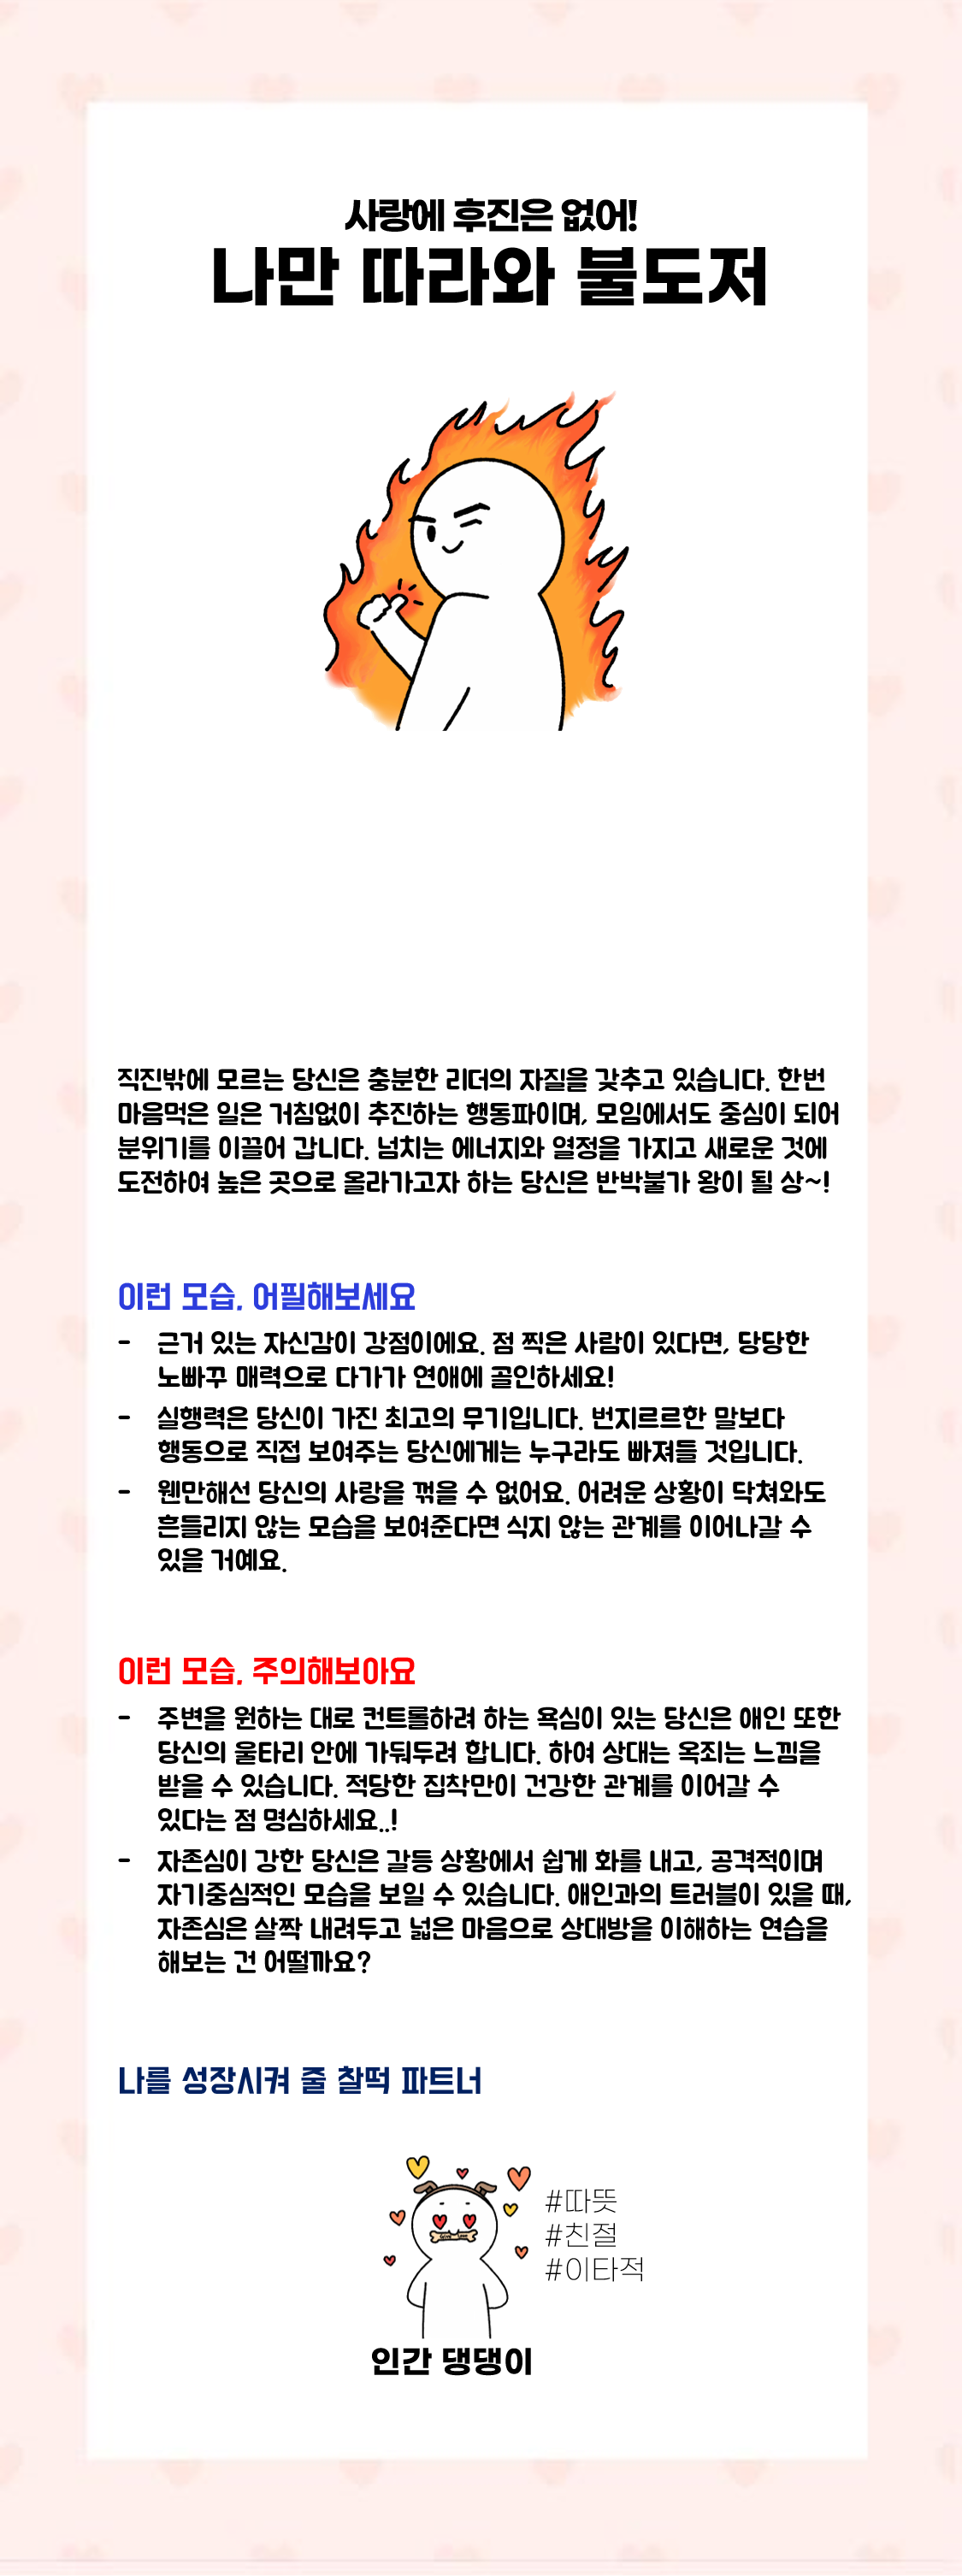 사랑에 후진은 없어!
나만 따라와 불도저
직진밖에 모르는 당신은 충분한 리더의 자질을 갖추고 있습니다. 한번
마음먹은 일은 거침없이 추진하는 행동파이며, 모임에서도 중심이 되어
분위기를 이끌어 갑니다. 넘치는 에너지와 열정을 가지고 새로운 것에
도전하여 높은 곳으로 올라가고자 하는 당신은 반박불가 왕이 될 상~!
이런 모습, 어필해보세요
- 근거 있는 자신감이 강점이에요. 점 찍은 사람이 있다면, 당당한
노빠꾸 매력으로 다가가 연애에 골인하세요!
- 실행력은 당신이 가진 최고의 무기입니다. 번지르르한 말보다
행동으로 직접 보여주는 당신에게는 누구라도 빠져들 것입니다.
- 웬만해선 당신의 사랑을 꺾을 수 없어요. 어려운 상황이 닥쳐와도
흔들리지 않는 모습을 보여준다면 식지 않는 관계를 이어나갈 수
있을 거예요.
이런 모습, 주의해보아요
- 주변을 원하는 대로 컨트롤하려 하는 욕심이 있는 당신은 애인 또한
당신의 울타리 안에 가둬두려 합니다. 하여 상대는 옥죄는 느낌을
받을 수 있습니다. 적당한 집착만이 건강한 관계를 이어갈 수
있다는 점 명심하세요..!
- 자존심이 강한 당신은 갈등 상황에서 쉽게 화를 내고, 공격적이며
자기중심적인 모습을 보일 수 있습니다. 애인과의 트러블이 있을 때,
자존심은 살짝 내려두고 넓은 마음으로 상대방을 이해하는 연습을
해보는 건 어떨까요?
나를 성장시켜 줄 찰떡 파트너
#따뜻
#친절
#이타적
인간 댕댕이